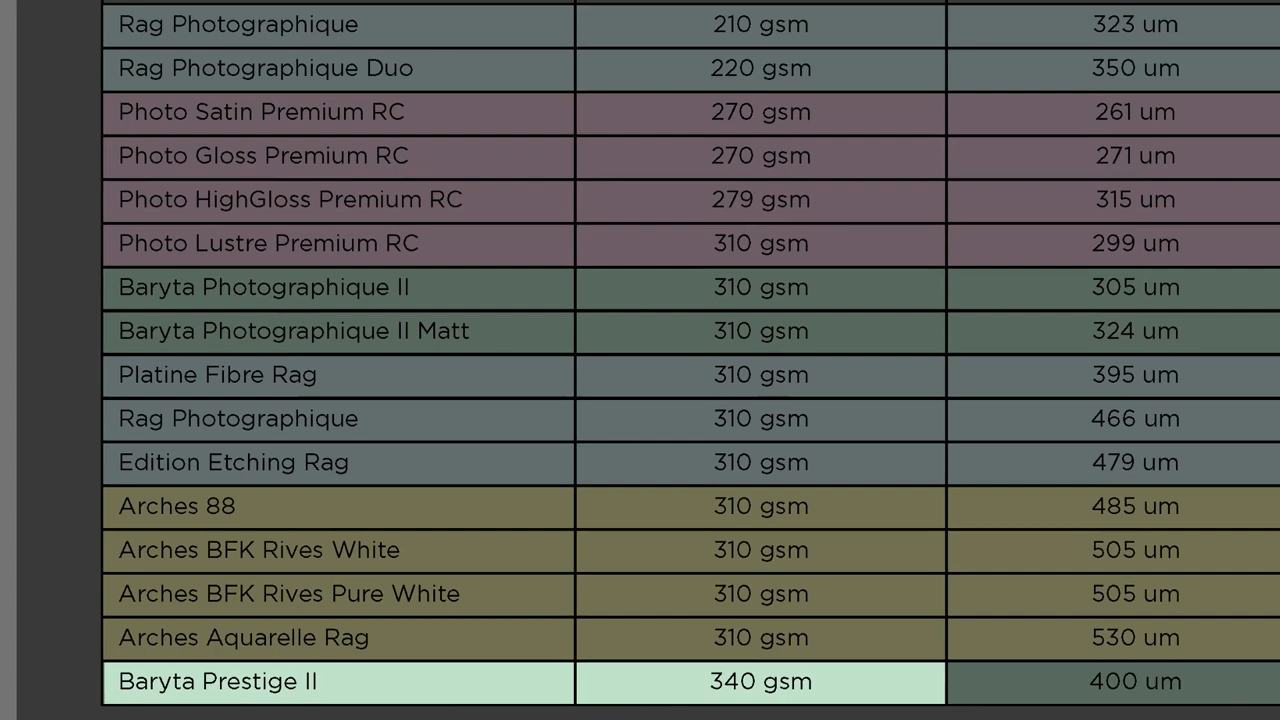 Rag Photographique 210 gsm 323 um
Rag Photographique Duo 220 gsm 350 um
Photo Satin Premium RC 270 gsm 261 um
Photo Gloss Premium RC 270 gsm 271 um
Photo HighGloss Premium RC 279 gsm 315 um
Photo Lustre Premium RC 310 gsm 299 um
Baryta Photographique II 310 gsm 305 um
Baryta Photographique II Matt 310 gsm 324 um
Platine Fibre Rag 310 gsm 395 um
Rag Photographique 310 gsm 466 um
Edition Etching Rag 310 gsm 479 um
Arches 88 310 gsm 485 um
Arches BFK Rives White 310 gsm 505 um
Arches BFK Rives Pure White 310 gsm 505 um
Arches Aquarelle Rag 310 gsm 530 um
Baryta Prestige II 340 gsm 400 um